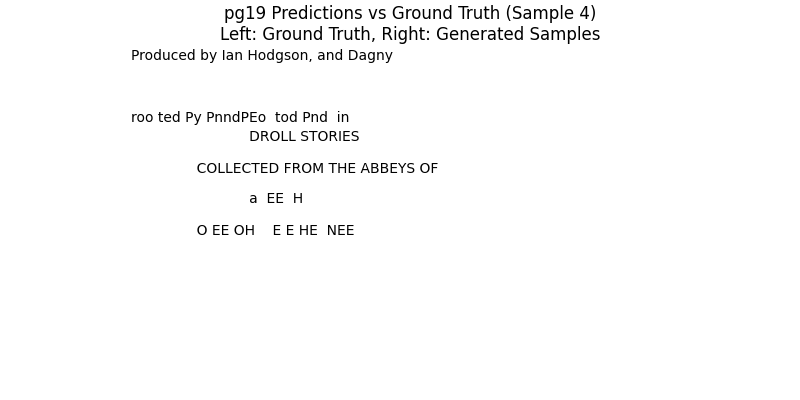 pg19 Predictions vs Ground Truth (Sample 4)
Left: Ground Truth, Right: Generated Samples
Produced by Ian Hodgson, and Dagny
roo ted Py PnndPEo  tod Pnd  in
DROLL STORIES
COLLECTED FROM THE ABBEYS OF
a  EE  H
O EE OH    E E HE  NEE